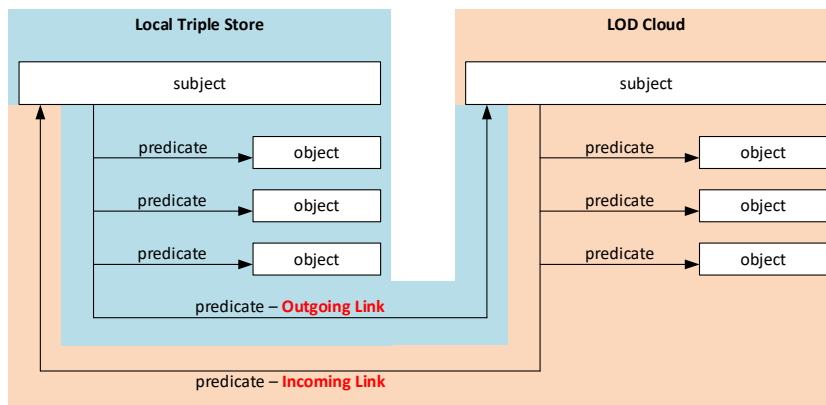 Local Triple Store
LOD Cloud
subject
subject
predicate
object
predicate
object
predicate
object
predicate
object
predicate
object
predicate
object
predicate – Outgoing Link
predicate – Incoming Link